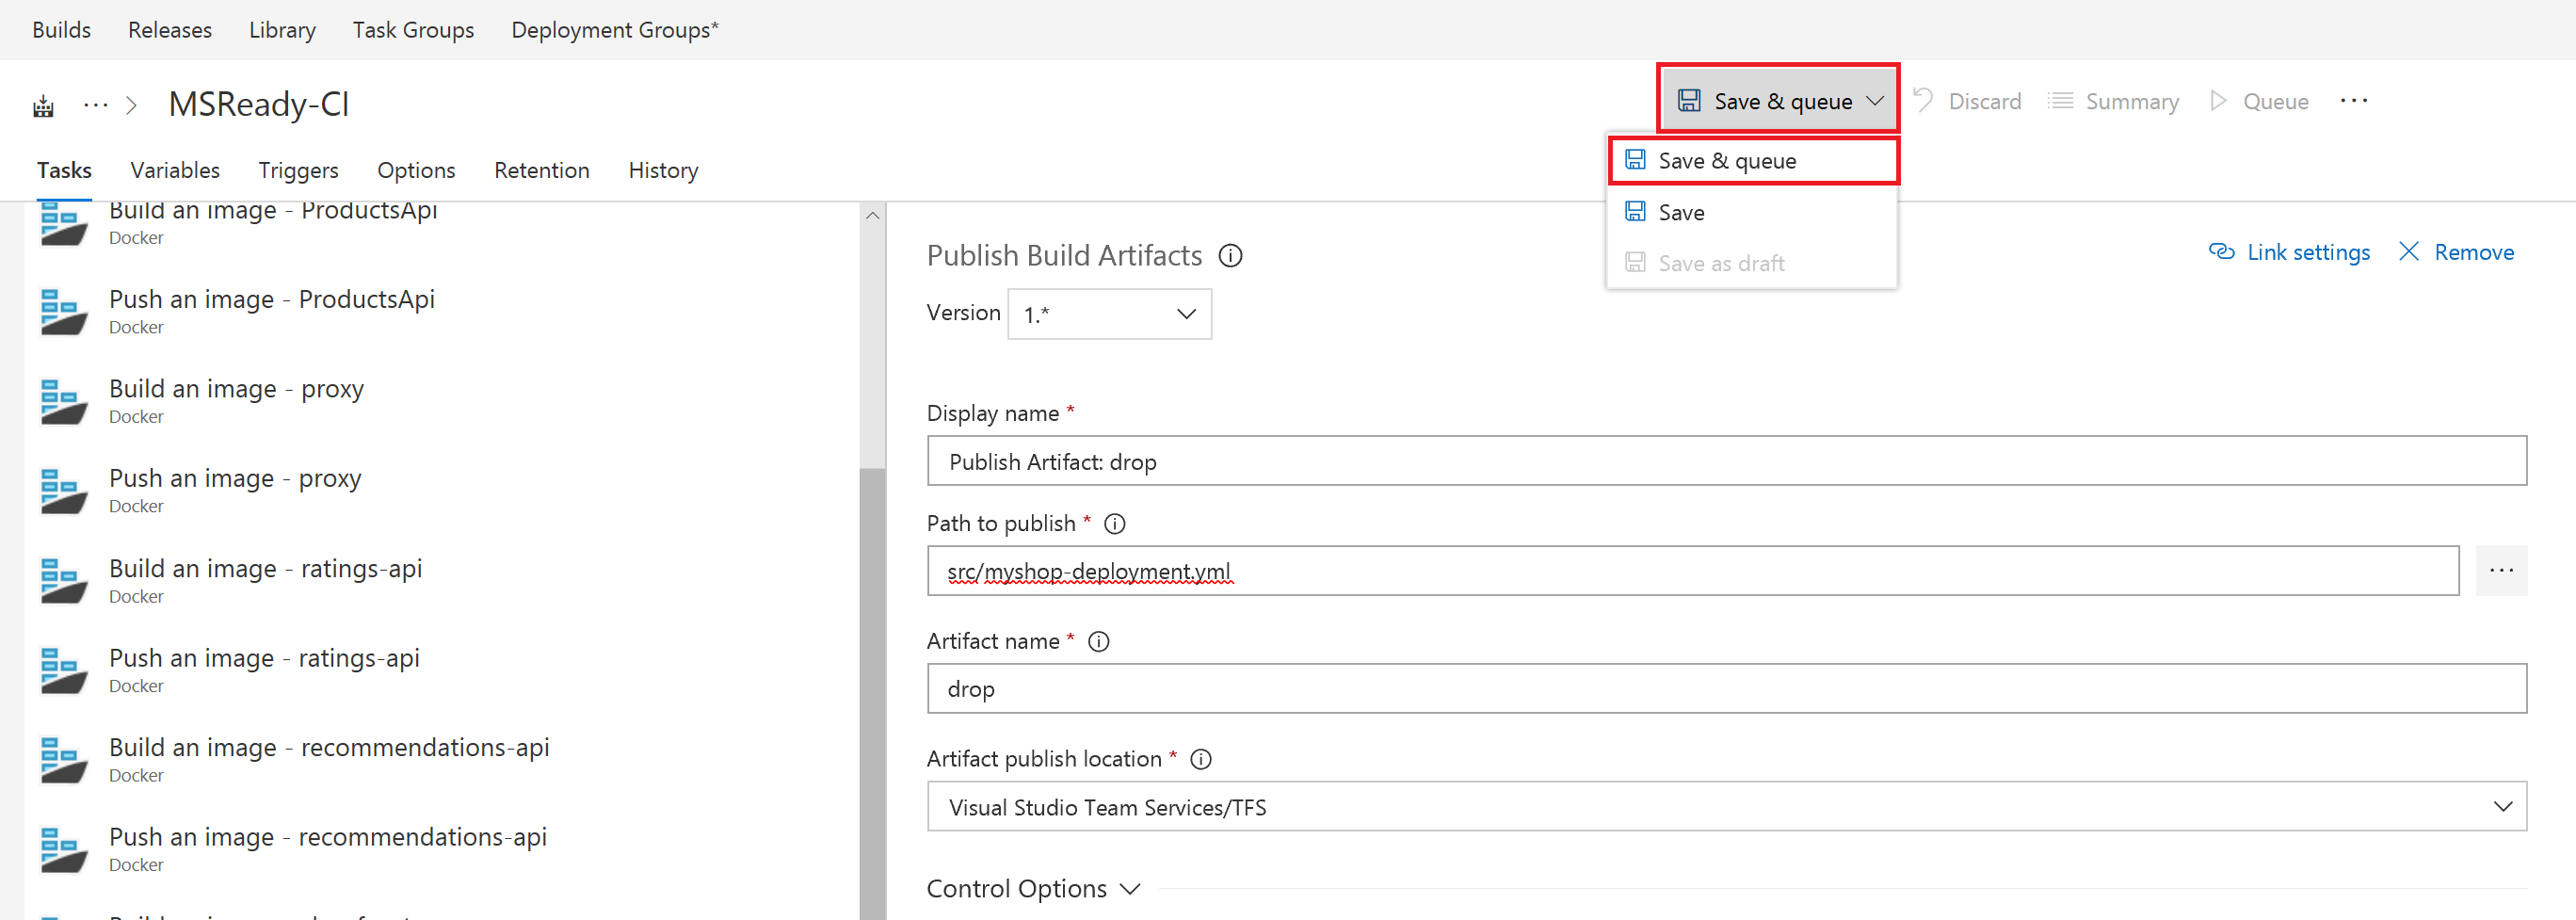 Builds Releases Library Task Groups Deployment Groups*
... > MSReady-CI
Save & queue Discard Summary Queue ...
Save & queue
Save
Save as draft
Tasks Variables Triggers Options Retention History
Build an image - ProductsApi
Docker
Push an image - ProductsApi
Docker
Build an image - proxy
Docker
Push an image - proxy
Docker
Build an image - ratings-api
Docker
Push an image - ratings-api
Docker
Build an image - recommendations-api
Docker
Push an image - recommendations-api
Docker
Publish Build Artifacts
Link settings Remove
Version 1.*
Display name *
Publish Artifact: drop
Path to publish *
src/myshop-deployment.yml
...
Artifact name *
drop
Artifact publish location *
Visual Studio Team Services/TFS
Control Options